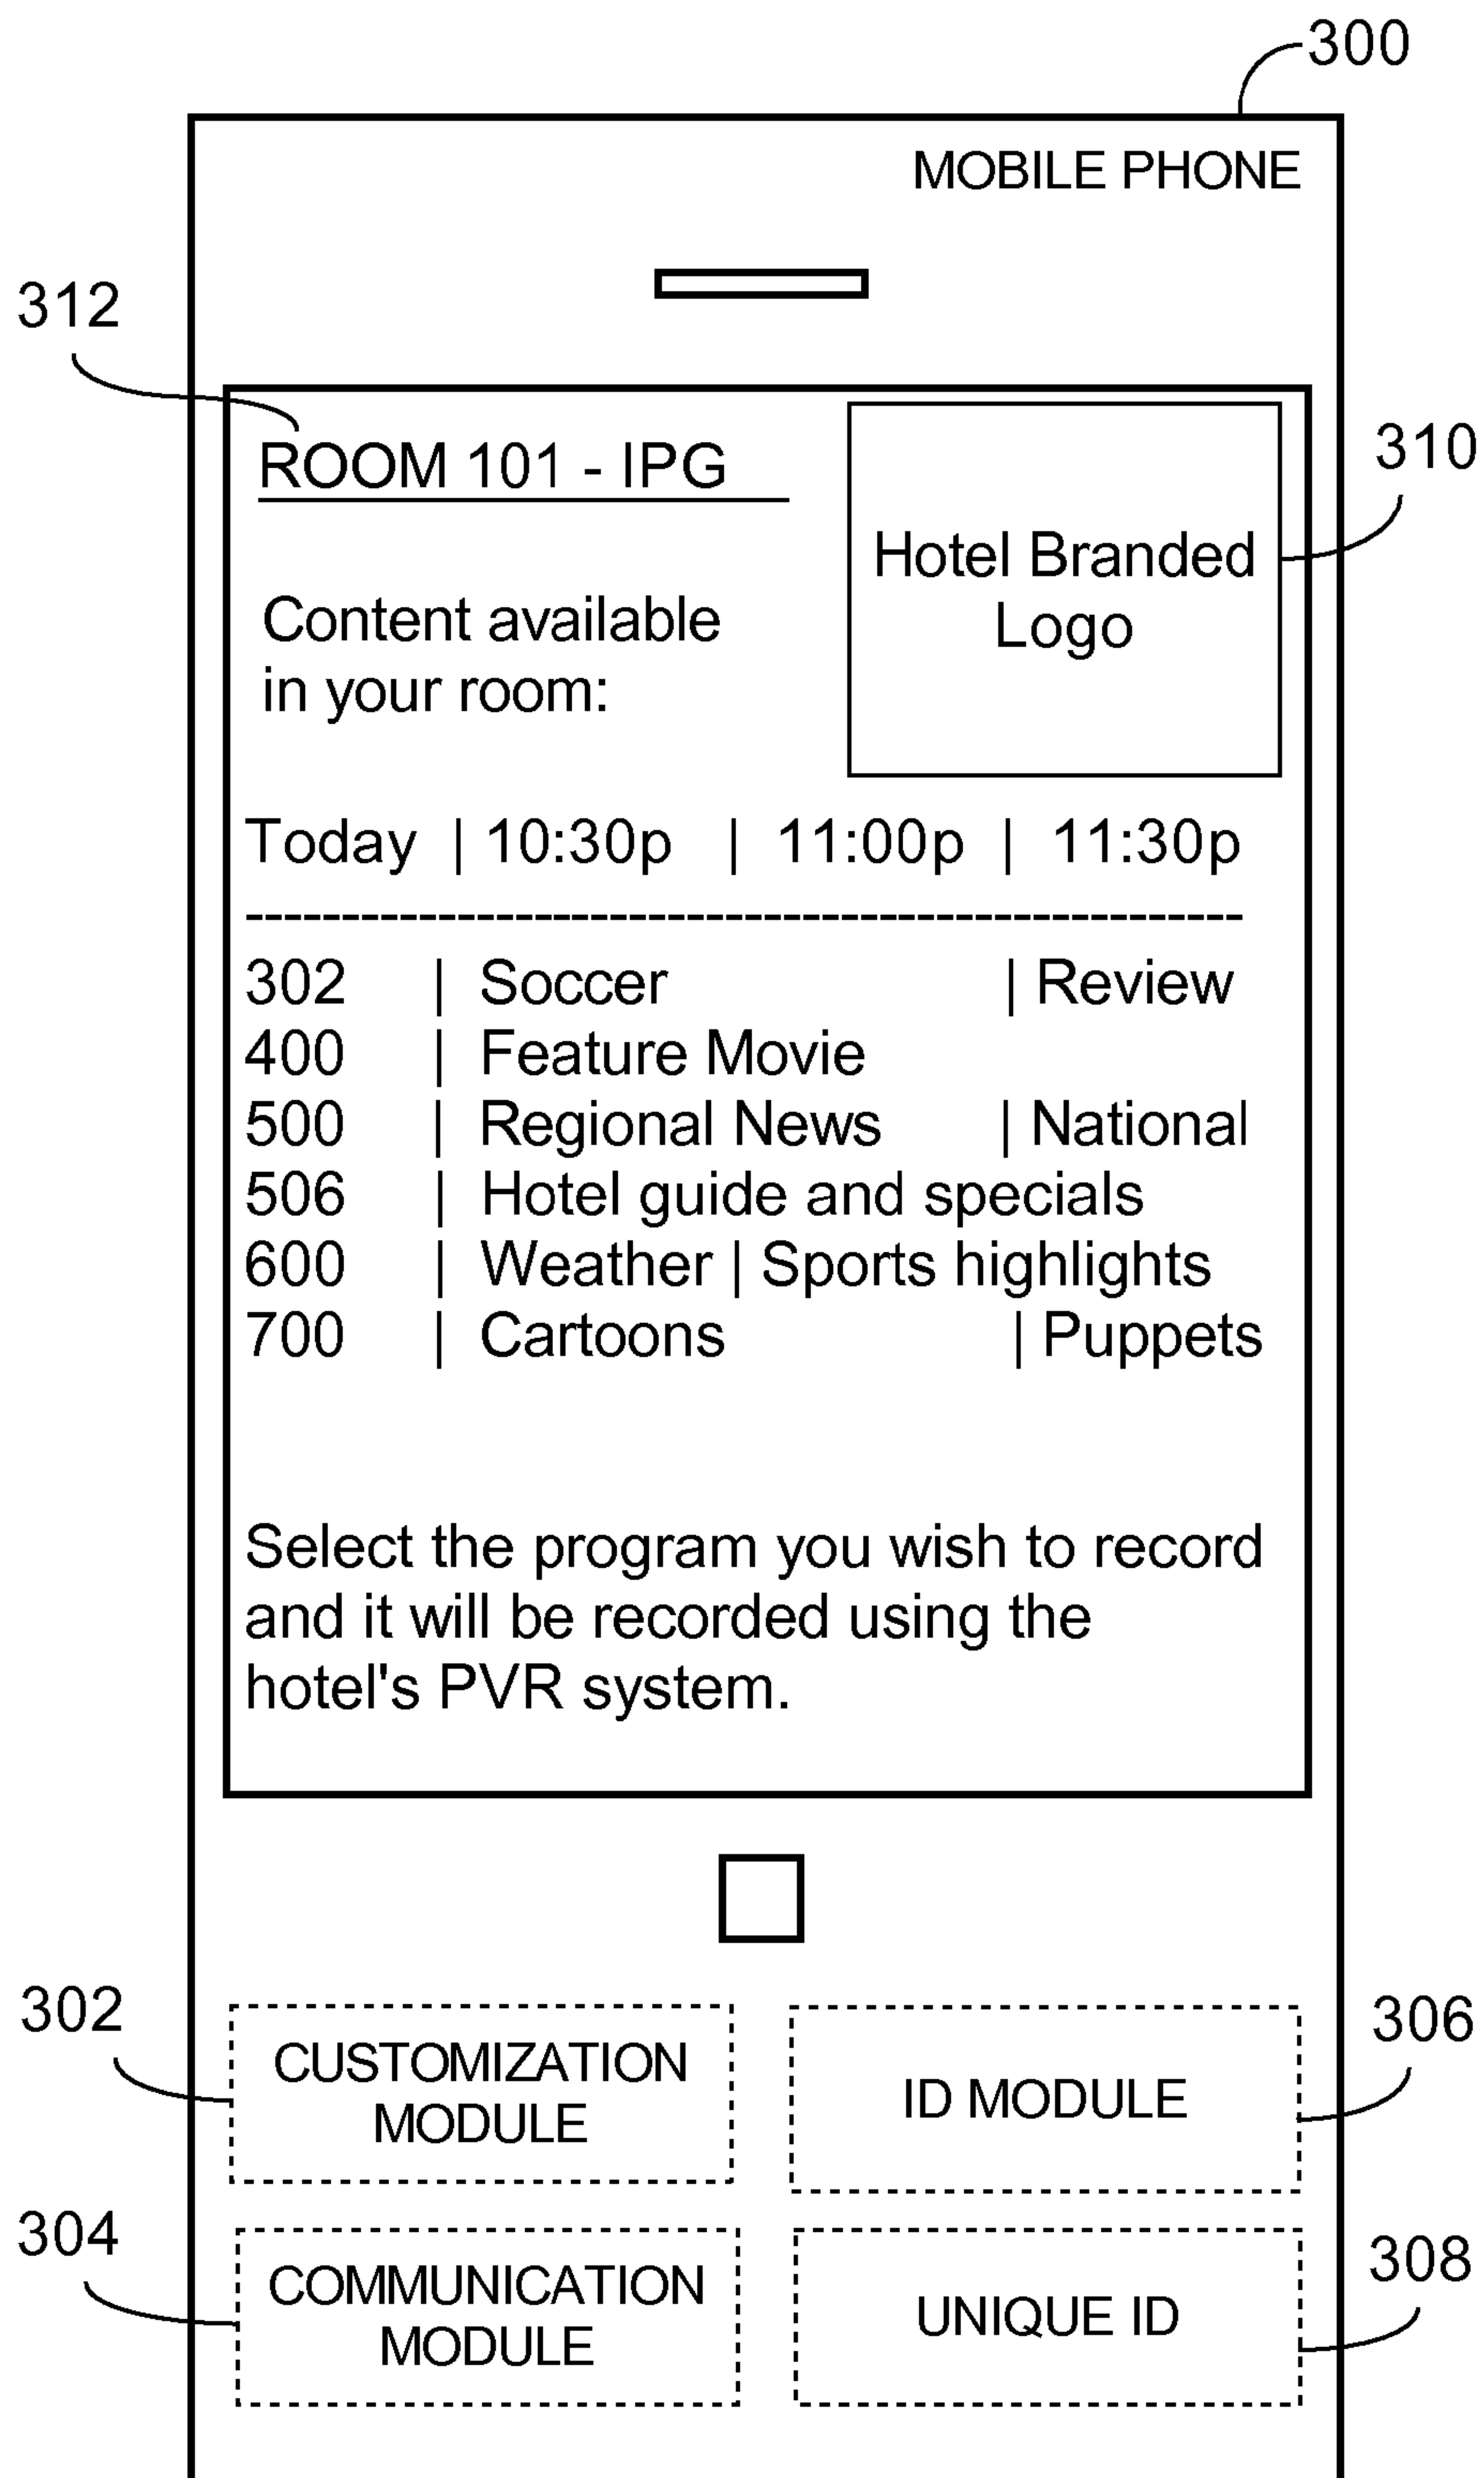 300
MOBILE PHONE
312
ROOM 101 - IPG
310
Hotel Branded
Logo
Content available
in your room:
Today | 10:30p | 11:00p | 11:30p
----------------------------------------------------
302 | Soccer | Review
400 | Feature Movie
500 | Regional News | National
506 | Hotel guide and specials
600 | Weather | Sports highlights
700 | Cartoons | Puppets
Select the program you wish to record
and it will be recorded using the
hotel's PVR system.
302
CUSTOMIZATION
MODULE
306
ID MODULE
304
COMMUNICATION
MODULE
308
UNIQUE ID